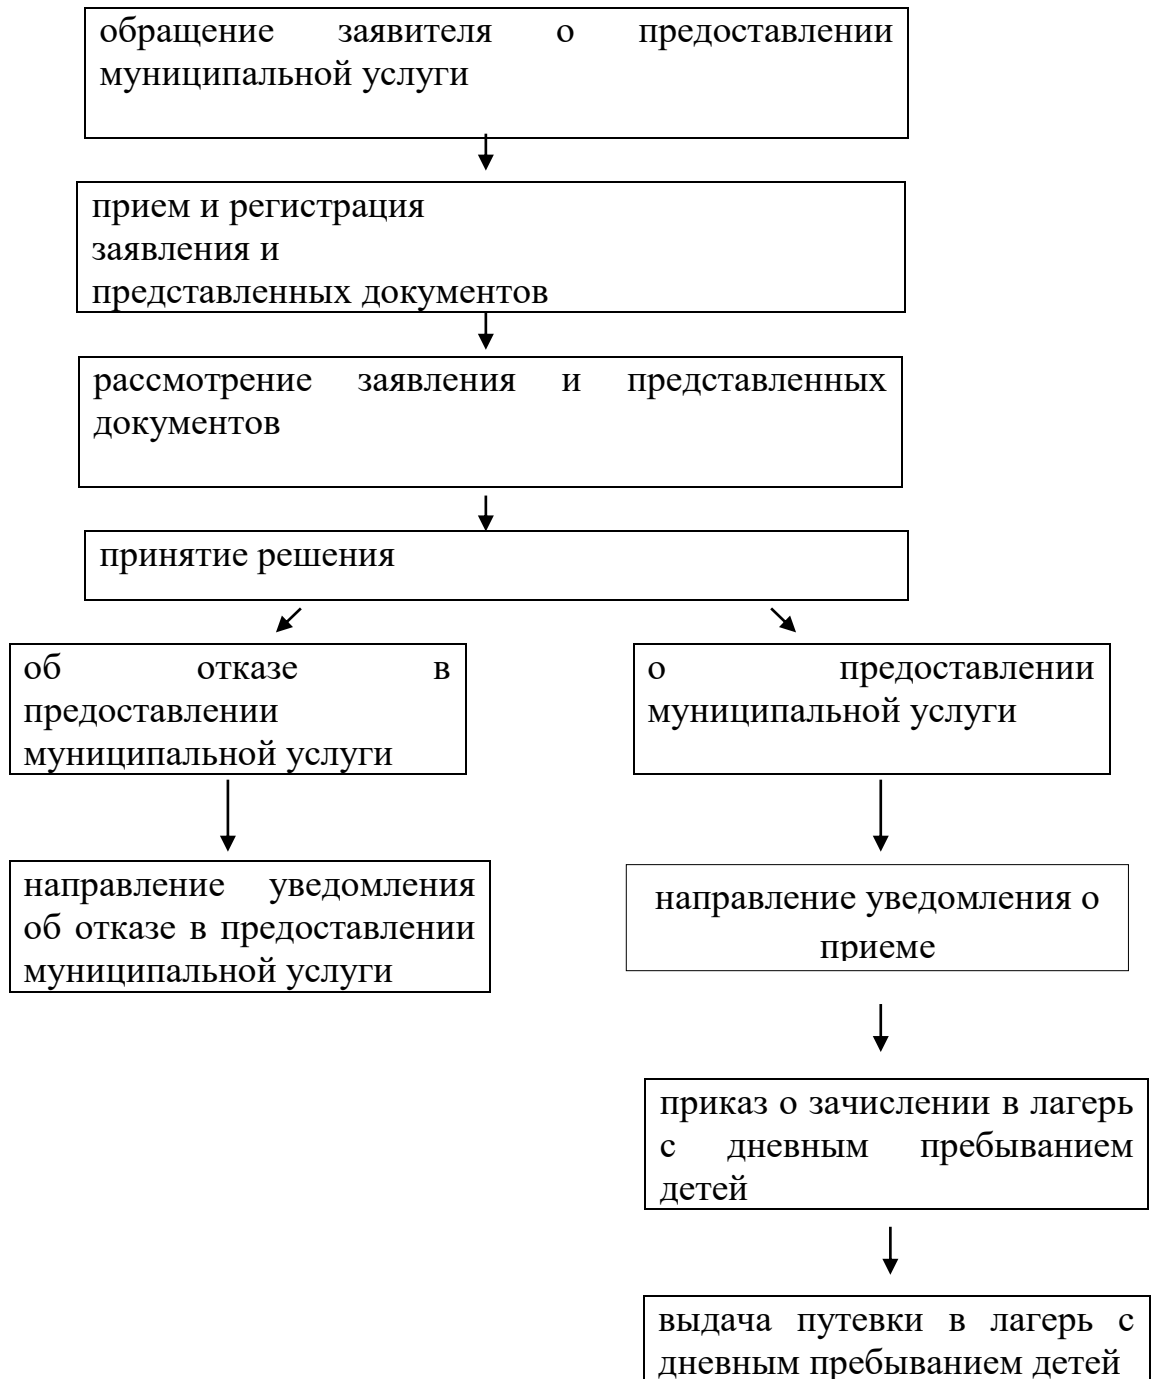 обращение заявителя о предоставлении
муниципальной услуги
прием и регистрация
заявления и
представленных документов
рассмотрение заявления и представленных
документов
принятие решения
об отказе в
предоставлении
муниципальной услуги
о предоставлении
муниципальной услуги
направление уведомления
об отказе в предоставлении
муниципальной услуги
направление уведомления о
приеме
приказ о зачислении в лагерь
с дневным пребыванием
детей
выдача путевки в лагерь с
дневным пребыванием детей